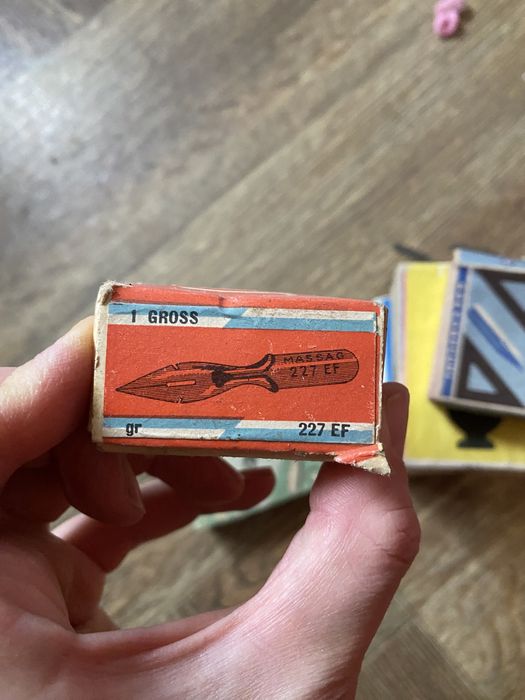 1 GROSS
MASSAG
227 EF
gr 227 EF